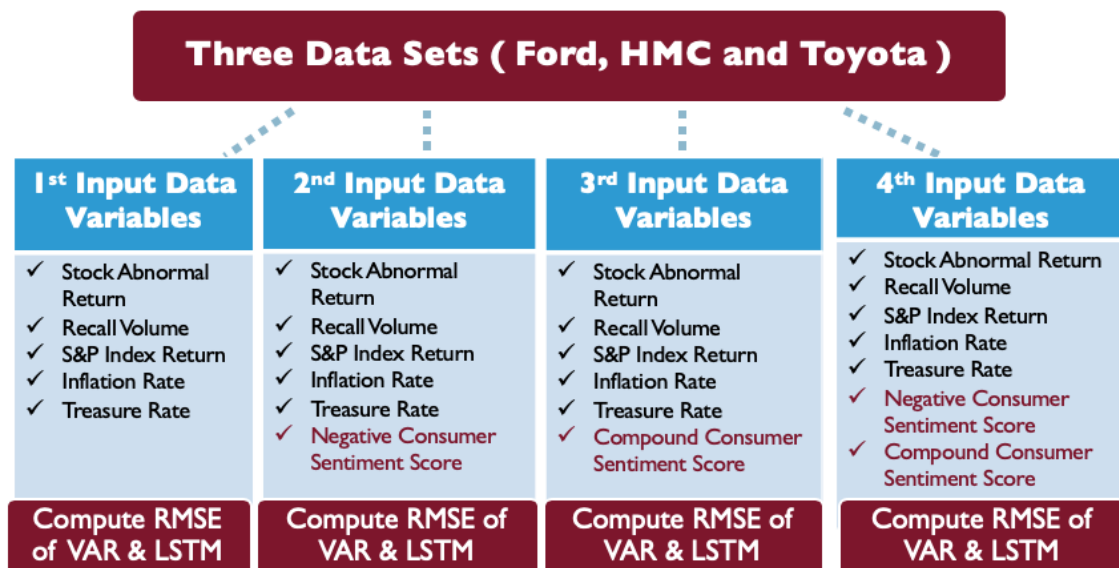 Three Data Sets ( Ford, HMC and Toyota )
1st Input Data
Variables
✓ Stock Abnormal
Return
✓ Recall Volume
✓ S&P Index Return
✓ Inflation Rate
✓ Treasure Rate
Compute RMSE
of VAR & LSTM
2nd Input Data
Variables
✓ Stock Abnormal
Return
✓ Recall Volume
✓ S&P Index Return
✓ Inflation Rate
✓ Treasure Rate
✓ Negative Consumer
Sentiment Score
Compute RMSE of
VAR & LSTM
3rd Input Data
Variables
✓ Stock Abnormal
Return
✓ Recall Volume
✓ S&P Index Return
✓ Inflation Rate
✓ Treasure Rate
✓ Compound Consumer
Sentiment Score
Compute RMSE of
VAR & LSTM
4th Input Data
Variables
✓ Stock Abnormal Return
✓ Recall Volume
✓ S&P Index Return
✓ Inflation Rate
✓ Treasure Rate
✓ Negative Consumer
Sentiment Score
✓ Compound Consumer
Sentiment Score
Compute RMSE of
VAR & LSTM